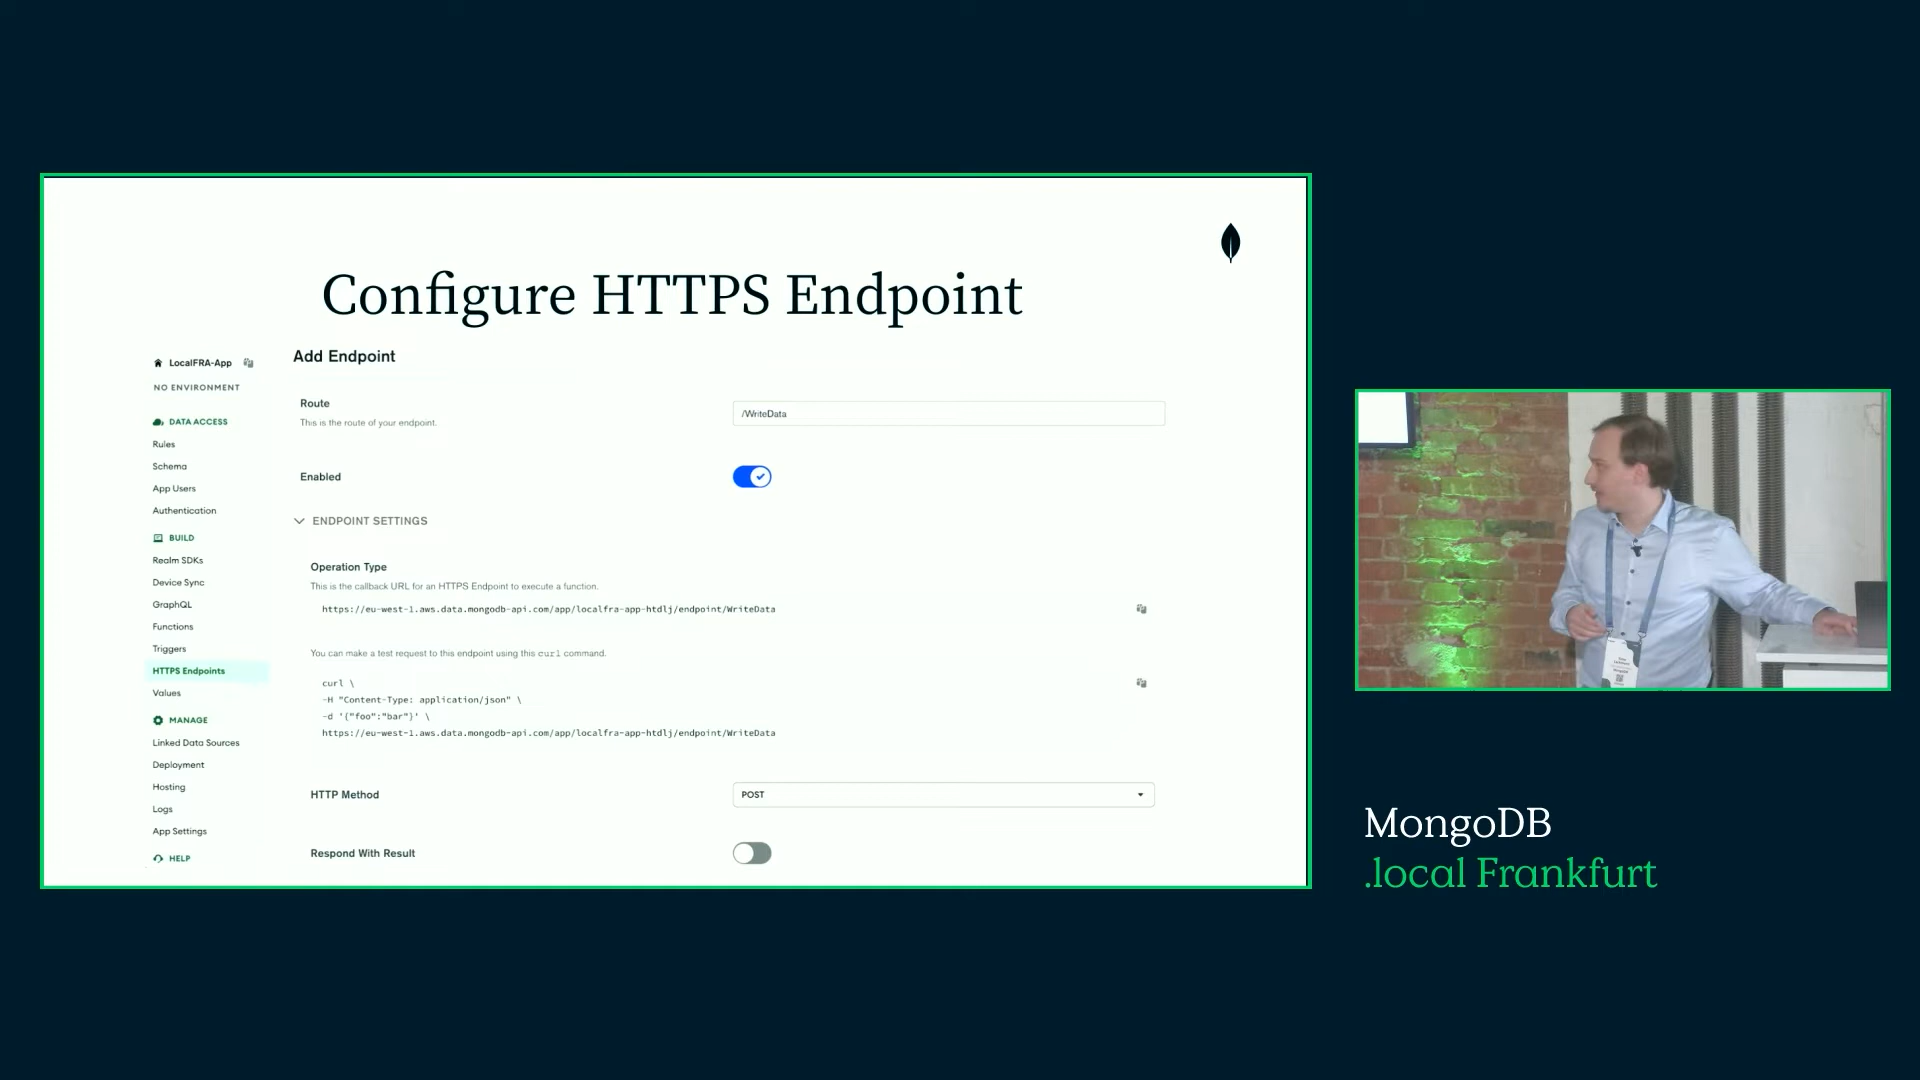 Configure HTTPS Endpoint
LocalFRA-App
NO ENVIRONMENT
DATA ACCESS
Rules
Schema
App Users
Authentication
BUILD
Realm SDKs
Device Sync
GraphQL
Functions
Triggers
HTTPS Endpoints
Values
MANAGE
Linked Data Sources
Deployment
Hosting
Logs
App Settings
HELP
Add Endpoint
Route
This is the route of your endpoint.
/WriteData
Enabled
ENDPOINT SETTINGS
Operation Type
This is the callback URL for an HTTPS Endpoint to execute a function.
https://eu-west-1.aws.data.mongodb-api.com/app/localfra-app-htdlj/endpoint/WriteData
You can make a test request to this endpoint using this curl command.
curl \
-H "Content-Type: application/json" \
-d '{"foo":"bar"}' \
https://eu-west-1.aws.data.mongodb-api.com/app/localfra-app-htdlj/endpoint/WriteData
HTTP Method
POST
Respond With Result
MongoDB
.local Frankfurt